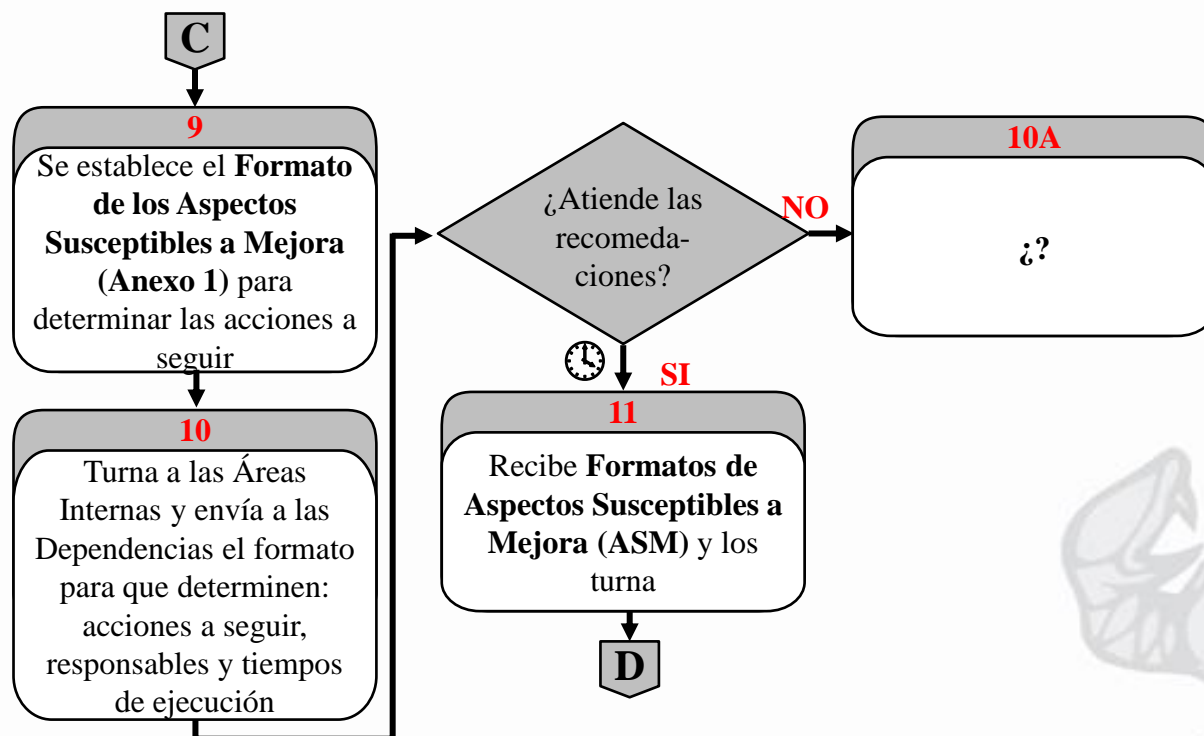 C
9
Se establece el Formato
de los Aspectos
Susceptibles a Mejora
(Anexo 1) para
determinar las acciones a
seguir
10
Turna a las Áreas
Internas y envía a las
Dependencias el formato
para que determinen:
acciones a seguir,
responsables y tiempos
de ejecución
¿Atiende las
recomeda-
ciones?
NO
10A
¿?
SI
11
Recibe Formatos de
Aspectos Susceptibles a
Mejora (ASM) y los
turna
D